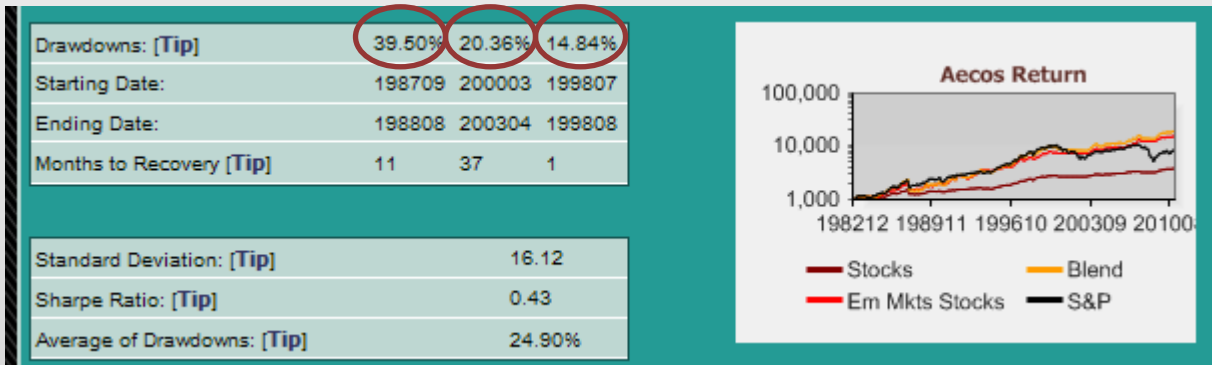 Drawdowns: [Tip] 39.50% 20.36% 14.84%
Starting Date: 198709 200003 199807
Ending Date: 198808 200304 199808
Months to Recovery [Tip] 11 37 1
Standard Deviation: [Tip] 16.12
Sharpe Ratio: [Tip] 0.43
Average of Drawdowns: [Tip] 24.90%
Aecos Return
100,000
10,000
1,000
198212 198911 199610 200309 20100
Stocks Blend
Em Mkts Stocks S&P